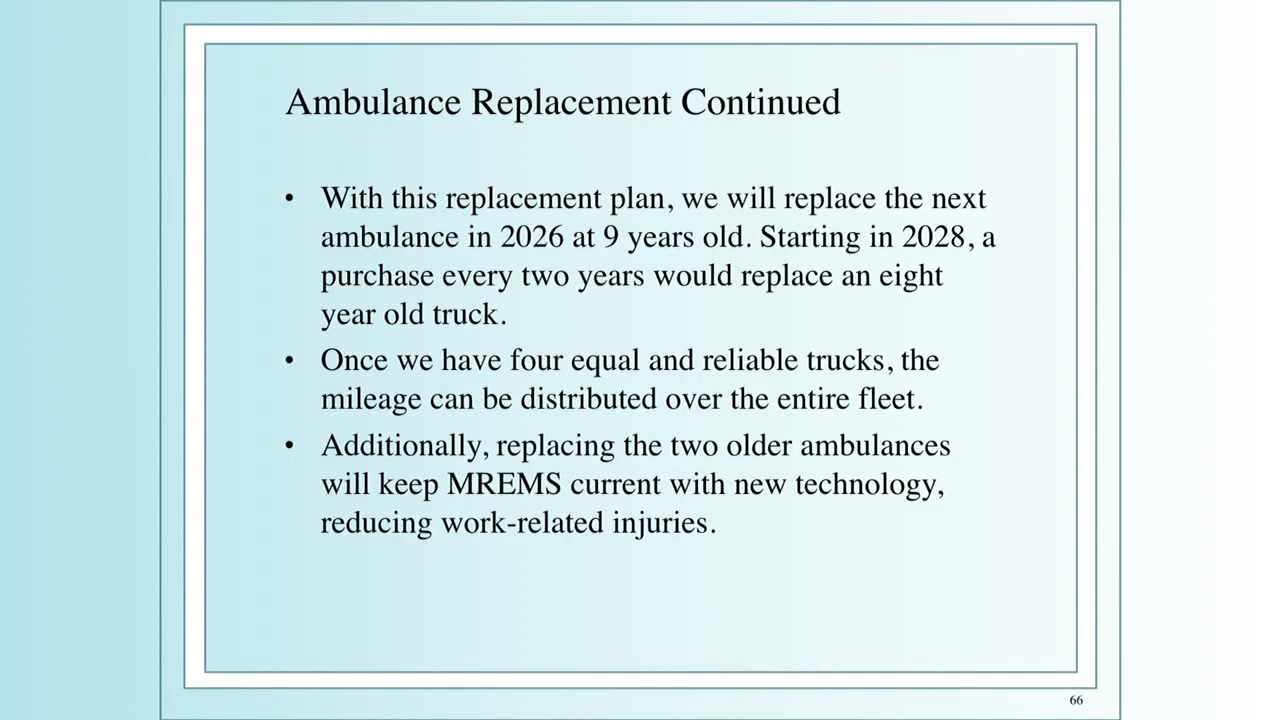 Ambulance Replacement Continued
• With this replacement plan, we will replace the next
ambulance in 2026 at 9 years old. Starting in 2028, a
purchase every two years would replace an eight
year old truck.
• Once we have four equal and reliable trucks, the
mileage can be distributed over the entire fleet.
• Additionally, replacing the two older ambulances
will keep MREMS current with new technology,
reducing work-related injuries.
66